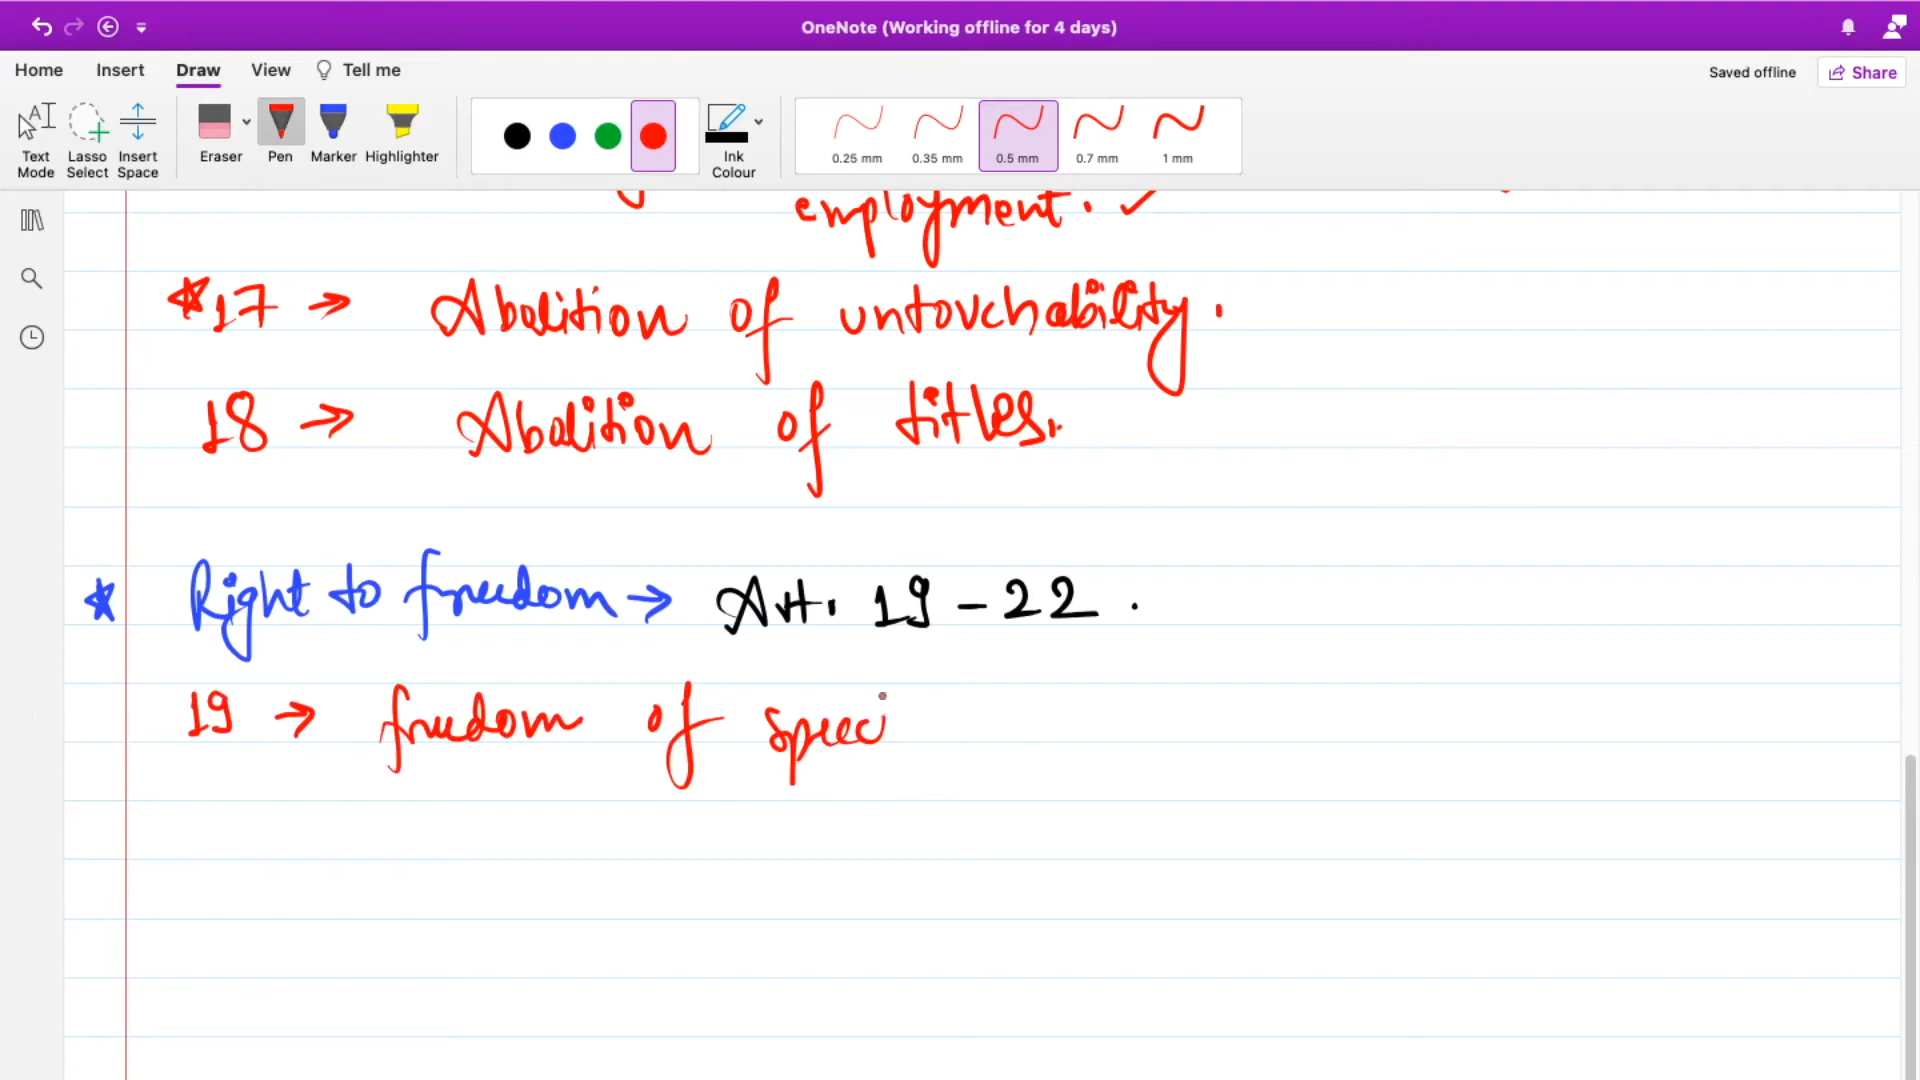 OneNote (Working offline for 4 days)
Home Insert Draw View Tell me Saved offline Share
Text Mode Lasso Select Insert Space Eraser Pen Marker Highlighter Ink Colour 0.25 mm 0.35 mm 0.5 mm 0.7 mm 1 mm
employment. ✓
*17 → Abolition of untouchability.
18 → Abolition of titles.
* Right to freedom → Art. 19 - 22 .
19 → freedom of speec